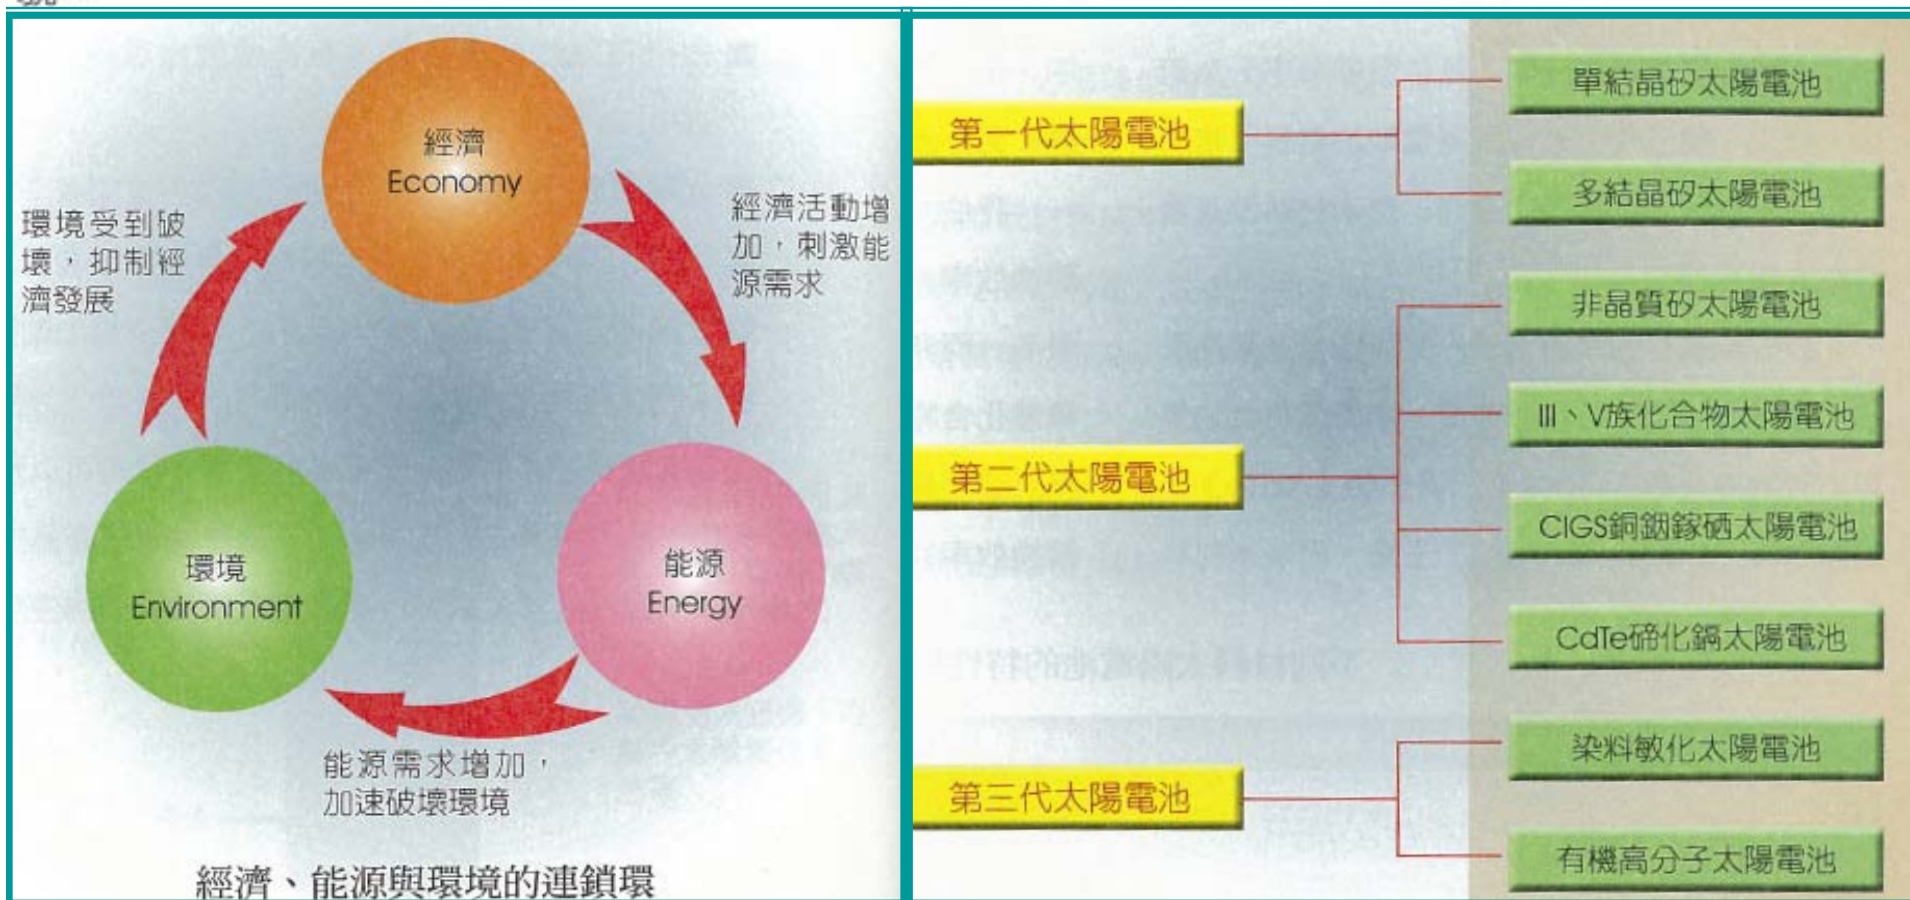 經濟
Economy
經濟活動增
加，刺激能
源需求
環境受到破
壞，抑制經
濟發展
環境
Environment
能源
Energy
能源需求增加，
加速破壞環境
經濟、能源與環境的連鎖環
第一代太陽電池
單結晶矽太陽電池
多結晶矽太陽電池
第二代太陽電池
非晶質矽太陽電池
III、V族化合物太陽電池
CIGS銅銦鎵硒太陽電池
CdTe碲化鎘太陽電池
第三代太陽電池
染料敏化太陽電池
有機高分子太陽電池